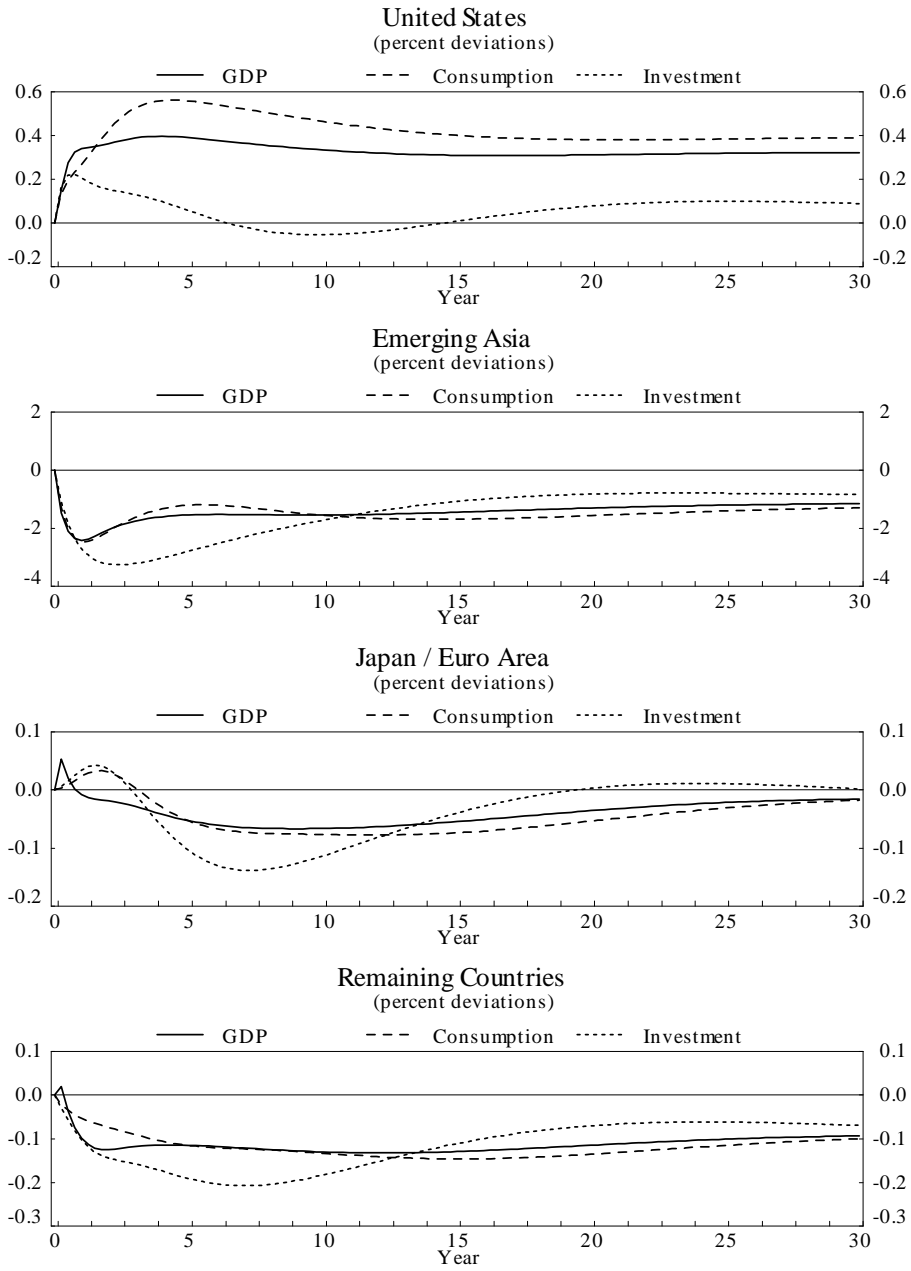 United States
(percent deviations)
GDP Consumption Investment
0.6 0.6
0.4 0.4
0.2 0.2
0.0 0.0
-0.2 -0.2
0 5 10 15 20 25 30
Year
Emerging Asia
(percent deviations)
GDP Consumption Investment
2 2
0 0
-2 -2
-4 -4
0 5 10 15 20 25 30
Year
Japan / Euro Area
(percent deviations)
GDP Consumption Investment
0.1 0.1
0.0 0.0
-0.1 -0.1
-0.2 -0.2
0 5 10 15 20 25 30
Year
Remaining Countries
(percent deviations)
GDP Consumption Investment
0.1 0.1
0.0 0.0
-0.1 -0.1
-0.2 -0.2
-0.3 -0.3
0 5 10 15 20 25 30
Year